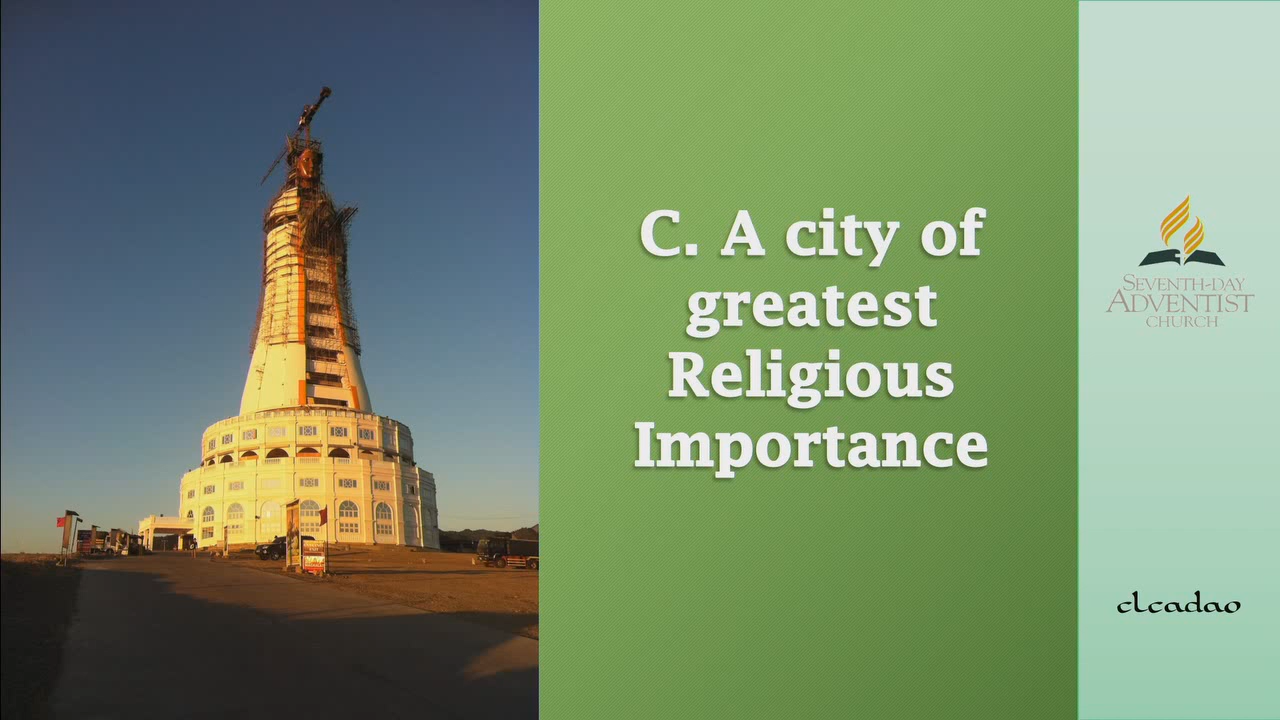 C. A city of
greatest
Religious
Importance
SEVENTH-DAY
ADVENTIST
CHURCH
clcadao